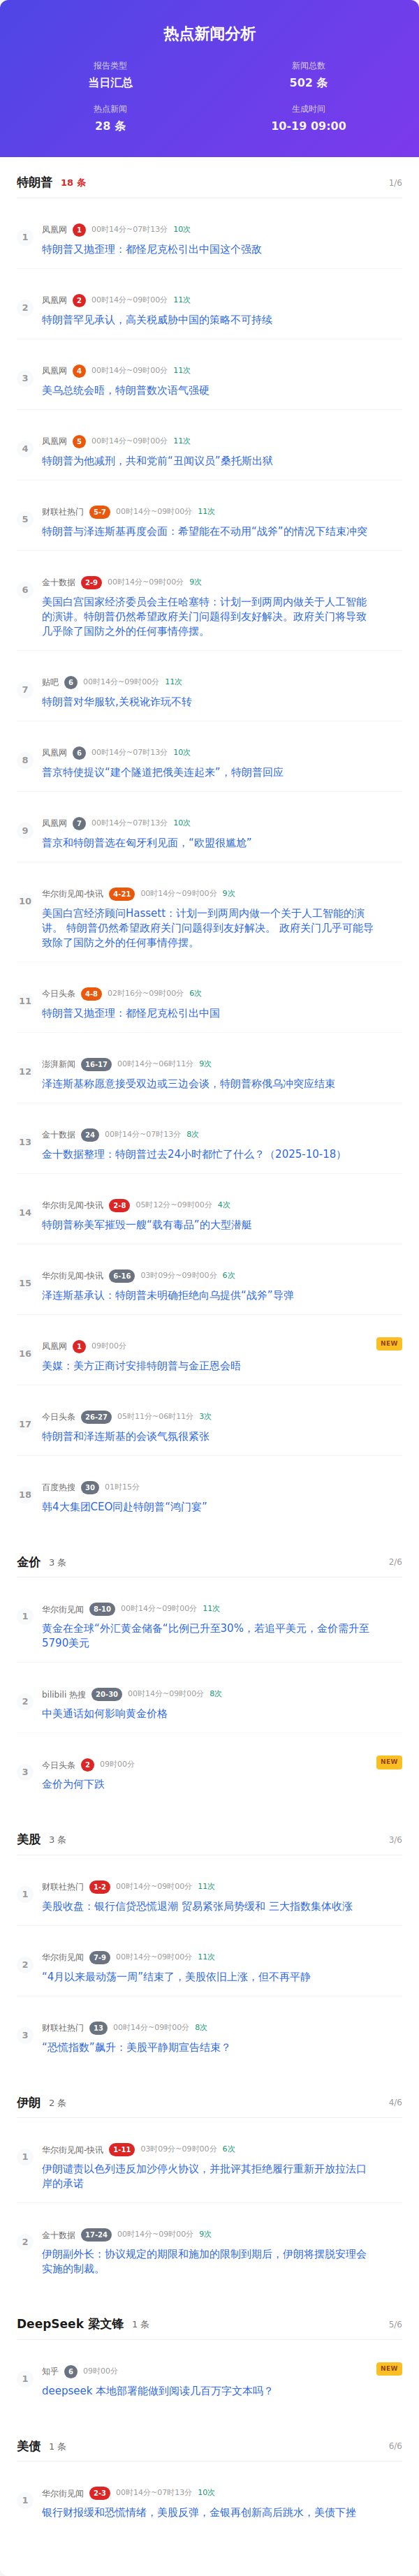 热点新闻分析
报告类型
当日汇总
新闻总数
502 条
热点新闻
28 条
生成时间
10-19 09:00
特朗普 18 条 1/6
1
凤凰网 1 00时14分~07时13分 10次
特朗普又抛歪理：都怪尼克松引出中国这个强敌
2
凤凰网 2 00时14分~09时00分 11次
特朗普罕见承认，高关税威胁中国的策略不可持续
3
凤凰网 4 00时14分~09时00分 11次
美乌总统会晤，特朗普数次语气强硬
4
凤凰网 5 00时14分~09时00分 11次
特朗普为他减刑，共和党前“丑闻议员”桑托斯出狱
5
财联社热门 5-7 00时14分~09时00分 11次
特朗普与泽连斯基再度会面：希望能在不动用“战斧”的情况下结束冲突
6
金十数据 2-9 00时14分~09时00分 9次
美国白宫国家经济委员会主任哈塞特：计划一到两周内做关于人工智能
的演讲。特朗普仍然希望政府关门问题得到友好解决。政府关门将导致
几乎除了国防之外的任何事情停摆。
7
贴吧 6 00时14分~09时00分 11次
特朗普对华服软,关税讹诈玩不转
8
凤凰网 6 00时14分~07时13分 10次
普京特使提议“建个隧道把俄美连起来”，特朗普回应
9
凤凰网 7 00时14分~07时13分 10次
普京和特朗普选在匈牙利见面，“欧盟很尴尬”
10
华尔街见闻-快讯 4-21 00时14分~09时00分 9次
美国白宫经济顾问Hassett：计划一到两周内做一个关于人工智能的演
讲。 特朗普仍然希望政府关门问题得到友好解决。 政府关门几乎可能导
致除了国防之外的任何事情停摆。
11
今日头条 4-8 02时16分~09时00分 6次
特朗普又抛歪理：都怪尼克松引出中国
12
澎湃新闻 16-17 00时14分~06时11分 9次
泽连斯基称愿意接受双边或三边会谈，特朗普称俄乌冲突应结束
13
金十数据 24 00时14分~07时13分 8次
金十数据整理：特朗普过去24小时都忙了什么？（2025-10-18）
14
华尔街见闻-快讯 2-8 05时12分~09时00分 4次
特朗普称美军摧毁一艘“载有毒品”的大型潜艇
15
华尔街见闻-快讯 6-16 03时09分~09时00分 6次
泽连斯基承认：特朗普未明确拒绝向乌提供“战斧”导弹
16
凤凰网 1 09时00分 NEW
美媒：美方正商讨安排特朗普与金正恩会晤
17
今日头条 26-27 05时11分~06时11分 3次
特朗普和泽连斯基的会谈气氛很紧张
18
百度热搜 30 01时15分
韩4大集团CEO同赴特朗普“鸿门宴”
金价 3 条 2/6
1
华尔街见闻 8-10 00时14分~09时00分 11次
黄金在全球“外汇黄金储备“比例已升至30%，若追平美元，金价需升至
5790美元
2
bilibili 热搜 20-30 00时14分~09时00分 8次
中美通话如何影响黄金价格
3
今日头条 2 09时00分 NEW
金价为何下跌
美股 3 条 3/6
1
财联社热门 1-2 00时14分~09时00分 11次
美股收盘：银行信贷恐慌退潮 贸易紧张局势缓和 三大指数集体收涨
2
华尔街见闻 7-9 00时14分~09时00分 11次
“4月以来最动荡一周”结束了，美股依旧上涨，但不再平静
3
财联社热门 13 00时14分~09时00分 8次
“恐慌指数”飙升：美股平静期宣告结束？
伊朗 2 条 4/6
1
华尔街见闻-快讯 1-11 03时09分~09时00分 6次
伊朗谴责以色列违反加沙停火协议，并批评其拒绝履行重新开放拉法口
岸的承诺
2
金十数据 17-24 00时14分~09时00分 9次
伊朗副外长：协议规定的期限和施加的限制到期后，伊朗将摆脱安理会
实施的制裁。
DeepSeek 梁文锋 1 条 5/6
1
知乎 6 09时00分 NEW
deepseek 本地部署能做到阅读几百万字文本吗？
美债 1 条 6/6
1
华尔街见闻 2-3 00时14分~07时13分 10次
银行财报缓和恐慌情绪，美股反弹，金银再创新高后跳水，美债下挫